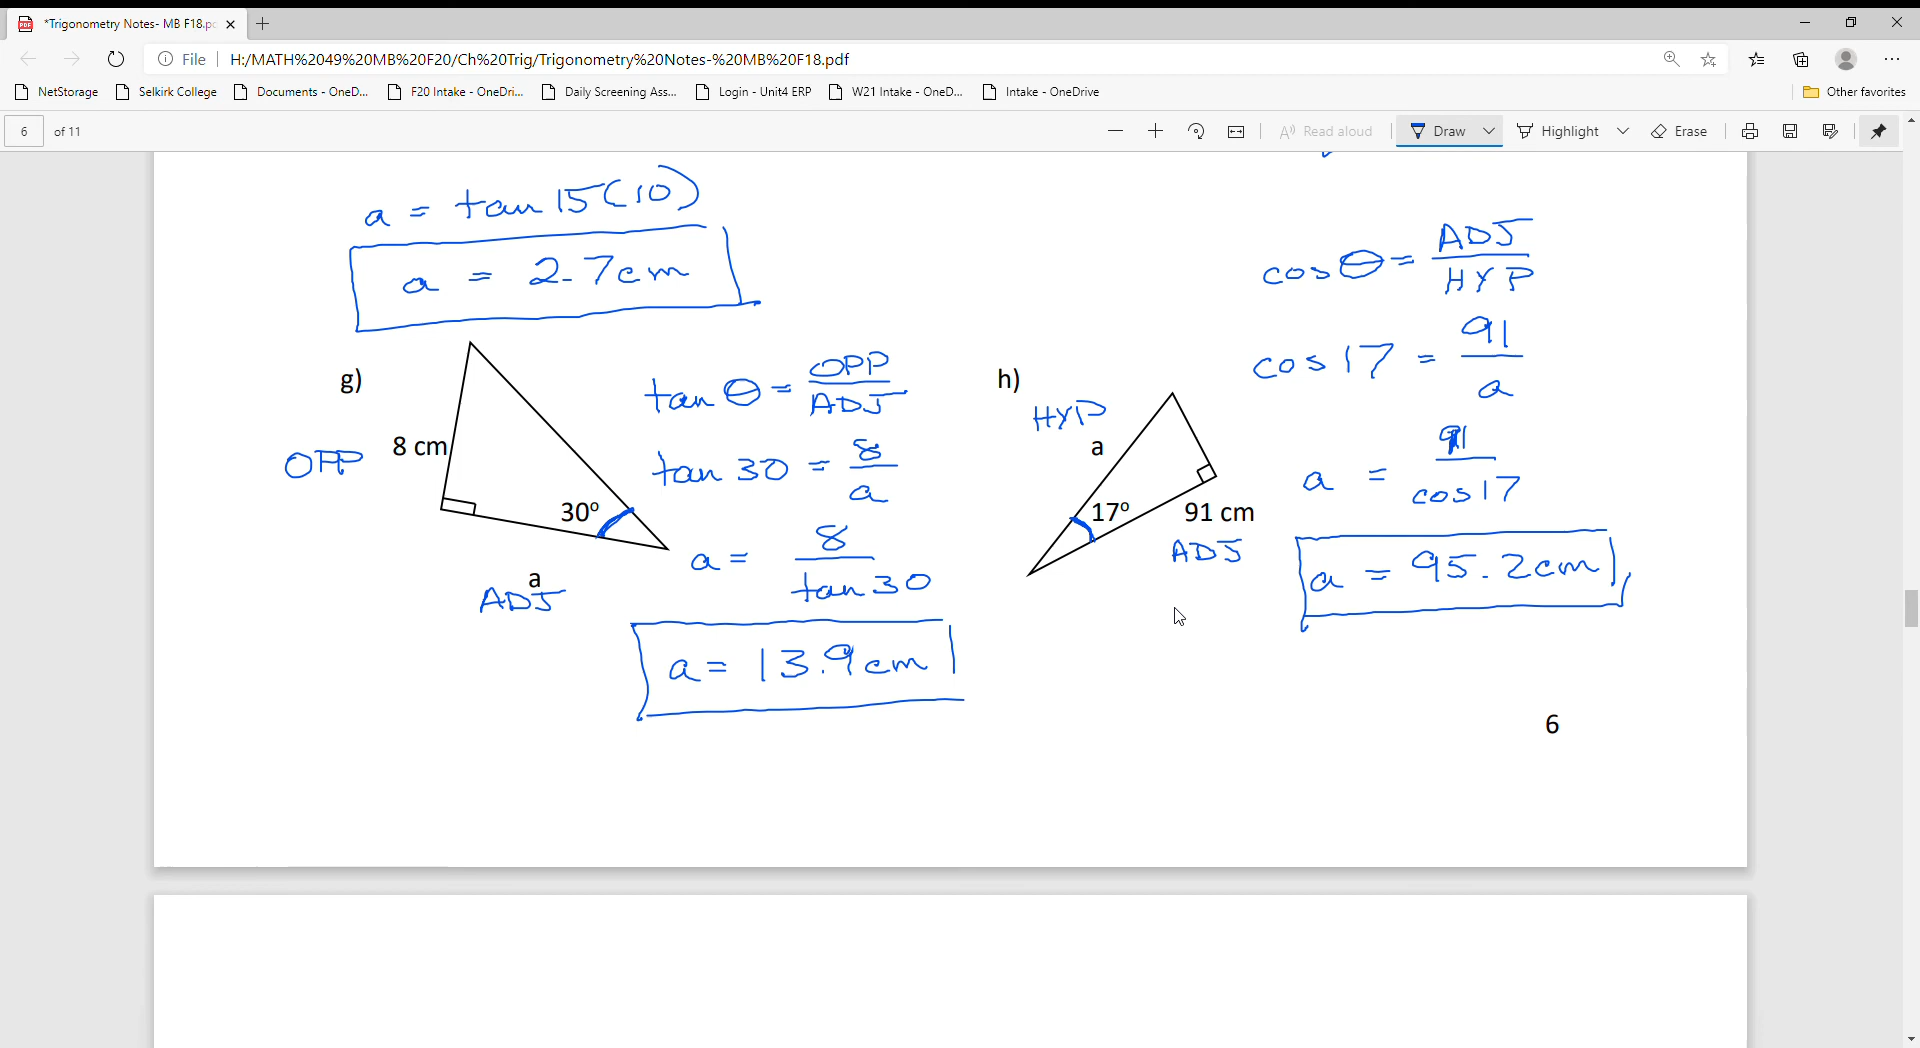 *Trigonometry Notes- MB F18.pc
File | H:/MATH%2049%20MB%20F20/Ch%20Trig/Trigonometry%20Notes-%20MB%20F18.pdf
NetStorage Selkirk College Documents - OneD... F20 Intake - OneDri... Daily Screening Ass... Login - Unit4 ERP W21 Intake - OneD... Intake - OneDrive Other favorites
6 of 11 Read aloud Draw Highlight Erase
a = tan 15(10)
a = 2.7cm
g)
8 cm
OPP
30º
a
ADJ
tan Θ = OPP / ADJ
tan 30 = 8 / a
a = 8 / tan 30
a = 13.9cm
h)
HYP
a
17º
91 cm
ADJ
cos Θ = ADJ / HYP
cos 17 = 91 / a
a = 91 / cos 17
a = 95.2cm
6